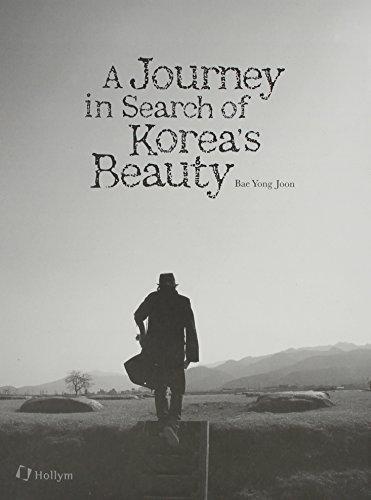 A Journey
in Search of
Korea's
Beauty
Bae Yong Joon
Hollym